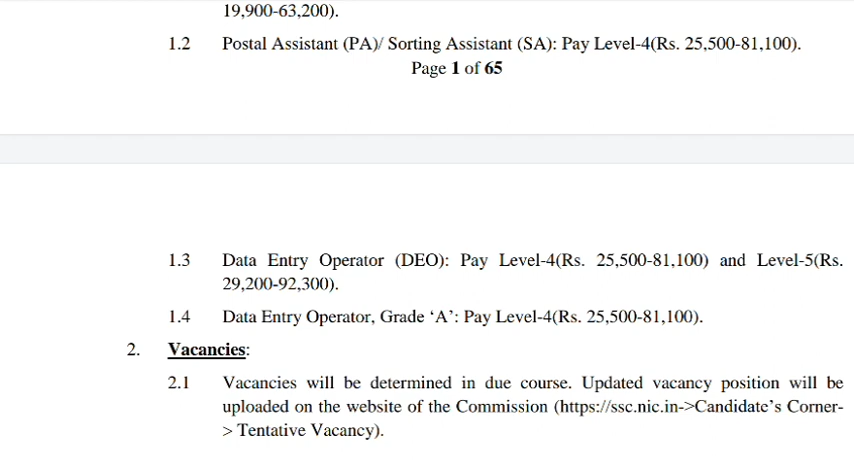 19,900-63,200).
1.2 Postal Assistant (PA)/ Sorting Assistant (SA): Pay Level-4(Rs. 25,500-81,100).
Page 1 of 65
1.3 Data Entry Operator (DEO): Pay Level-4(Rs. 25,500-81,100) and Level-5(Rs.
29,200-92,300).
1.4 Data Entry Operator, Grade ‘A’: Pay Level-4(Rs. 25,500-81,100).
2. Vacancies:
2.1 Vacancies will be determined in due course. Updated vacancy position will be
uploaded on the website of the Commission (https://ssc.nic.in->Candidate’s Corner-
> Tentative Vacancy).